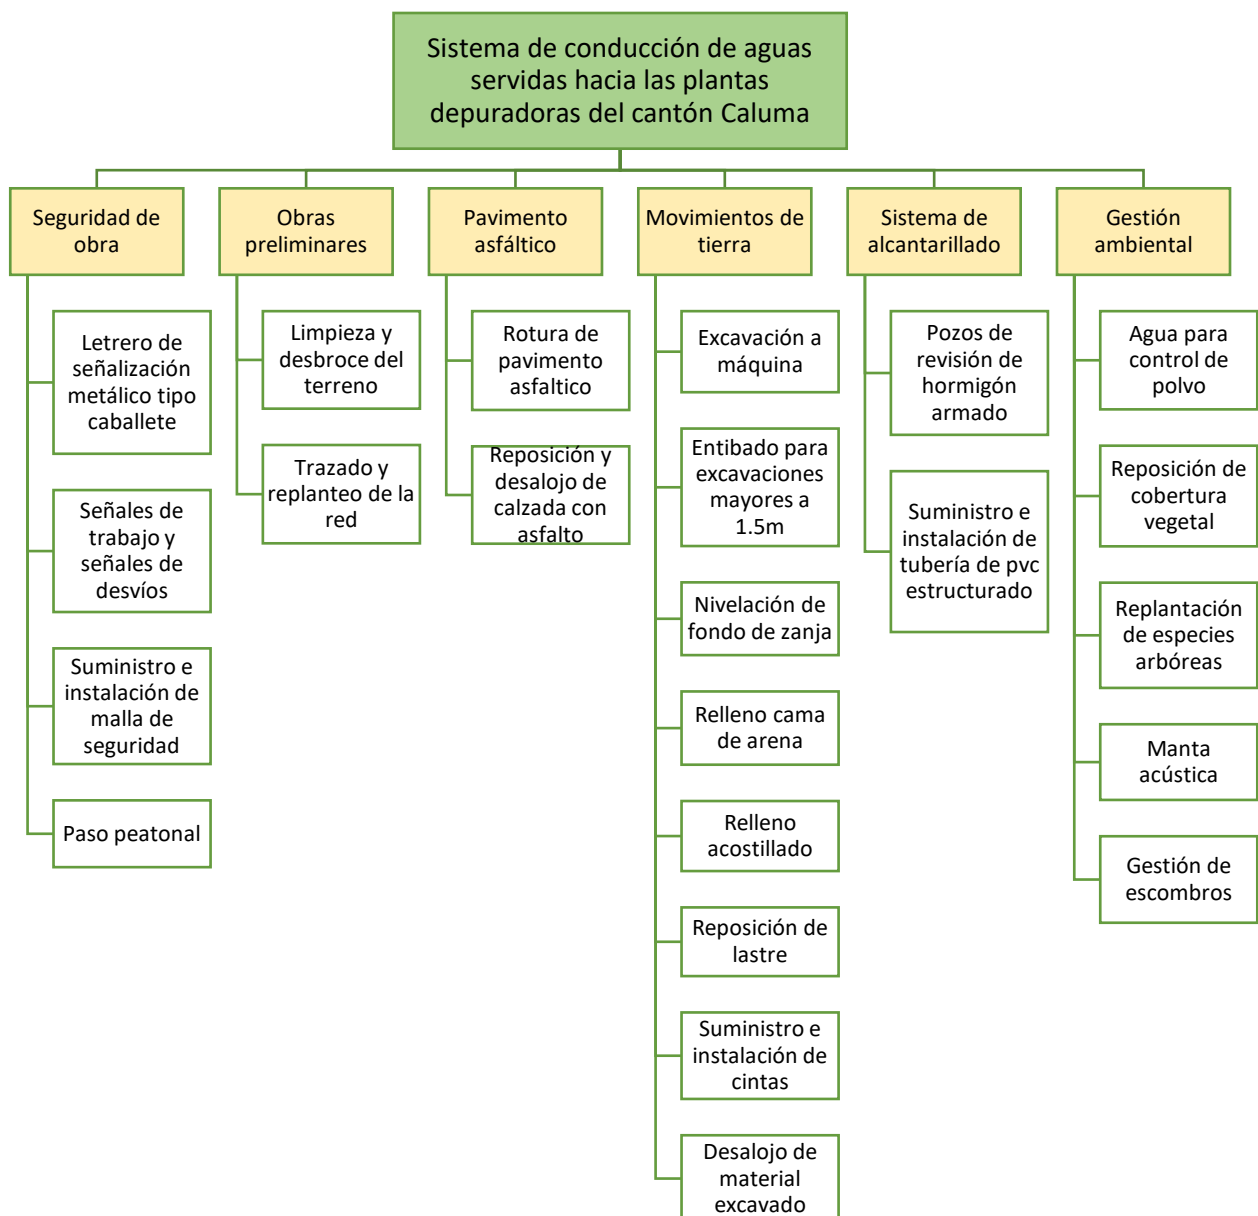 Sistema de conducción de aguas
servidas hacia las plantas
depuradoras del cantón Caluma
Seguridad de
obra
Letrero de
señalización
metálico tipo
caballete
Señales de
trabajo y
señales de
desvíos
Suministro e
instalación de
malla de
seguridad
Paso peatonal
Obras
preliminares
Limpieza y
desbroce del
terreno
Trazado y
replanteo de la
red
Pavimento
asfáltico
Rotura de
pavimento
asfaltico
Reposición y
desalojo de
calzada con
asfalto
Movimientos de
tierra
Excavación a
máquina
Entibado para
excavaciones
mayores a
1.5m
Nivelación de
fondo de zanja
Relleno cama
de arena
Relleno
acostillado
Reposición de
lastre
Suministro e
instalación de
cintas
Desalojo de
material
excavado
Sistema de
alcantarillado
Pozos de
revisión de
hormigón
armado
Suministro e
instalación de
tubería de pvc
estructurado
Gestión
ambiental
Agua para
control de
polvo
Reposición de
cobertura
vegetal
Replantación
de especies
arbóreas
Manta
acústica
Gestión de
escombros